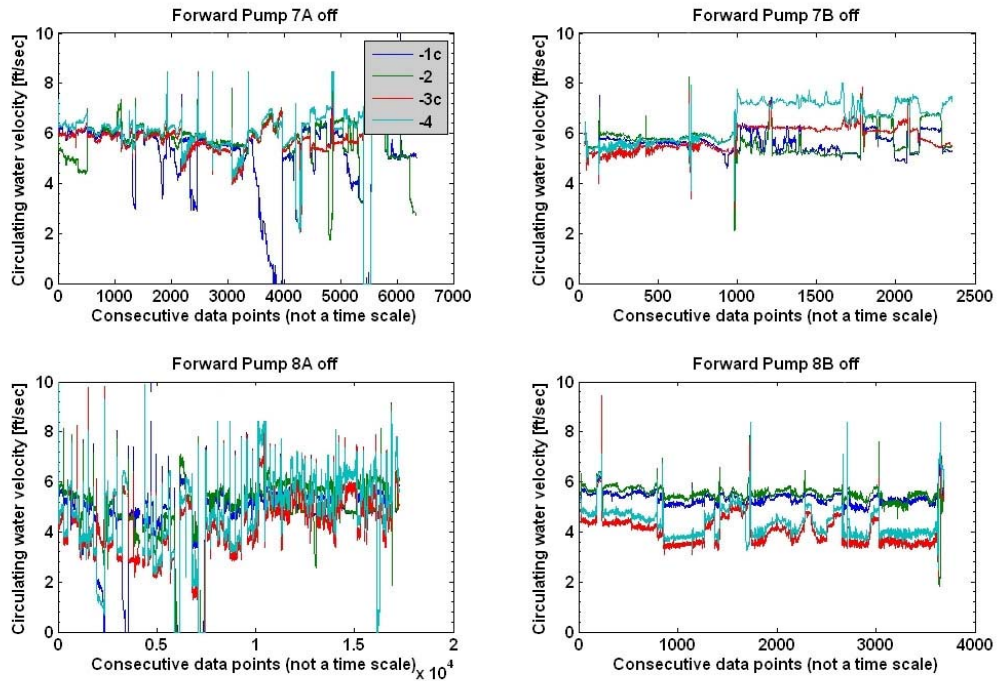 Forward Pump 7A off
Circulating water velocity [ft/sec]
10
8
6
4
2
0
0 1000 2000 3000 4000 5000 6000 7000
Consecutive data points (not a time scale)
-1c
-2
-3c
-4
Forward Pump 7B off
Circulating water velocity [ft/sec]
10
8
6
4
2
0
0 500 1000 1500 2000 2500
Consecutive data points (not a time scale)
Forward Pump 8A off
Circulating water velocity [ft/sec]
10
8
6
4
2
0
0 0.5 1 1.5 2
Consecutive data points (not a time scale)
x 10^4
Forward Pump 8B off
Circulating water velocity [ft/sec]
10
8
6
4
2
0
0 1000 2000 3000 4000
Consecutive data points (not a time scale)